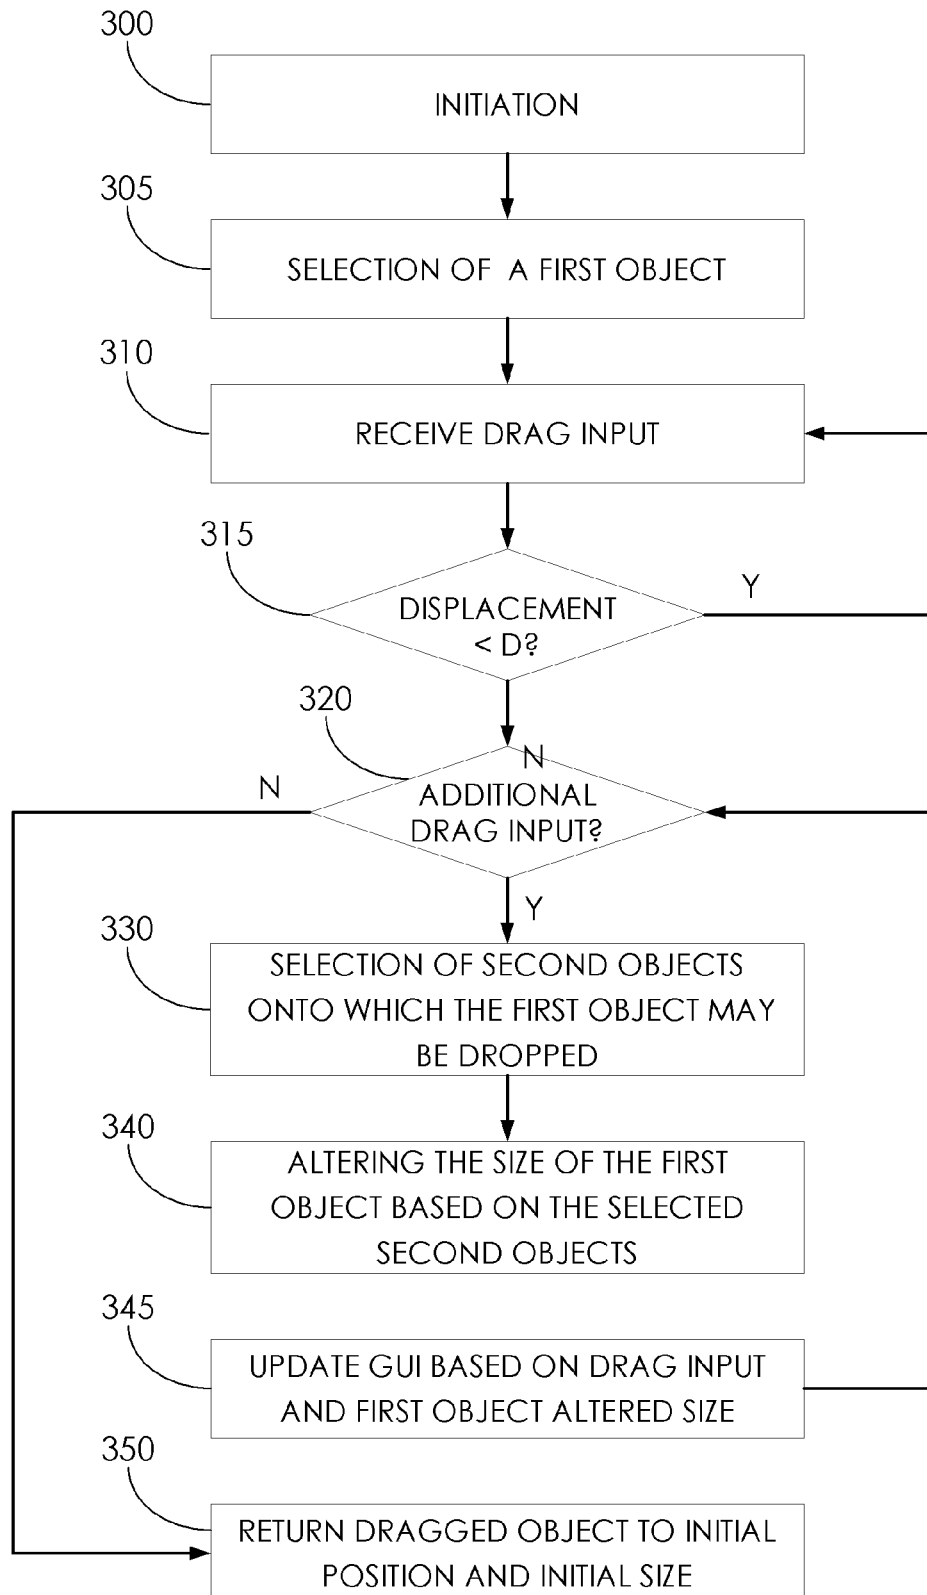 300
INITIATION
305
SELECTION OF A FIRST OBJECT
310
RECEIVE DRAG INPUT
315
DISPLACEMENT
< D?
Y
320
N
N
ADDITIONAL
DRAG INPUT?
Y
330
SELECTION OF SECOND OBJECTS
ONTO WHICH THE FIRST OBJECT MAY
BE DROPPED
340
ALTERING THE SIZE OF THE FIRST
OBJECT BASED ON THE SELECTED
SECOND OBJECTS
345
UPDATE GUI BASED ON DRAG INPUT
AND FIRST OBJECT ALTERED SIZE
350
RETURN DRAGGED OBJECT TO INITIAL
POSITION AND INITIAL SIZE